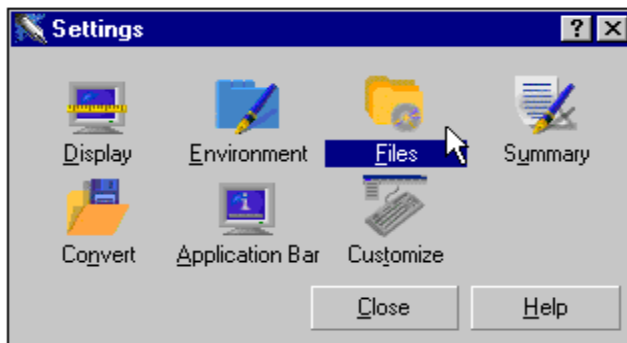 Settings
Display Environment Files Summary
Convert Application Bar Customize
Close Help